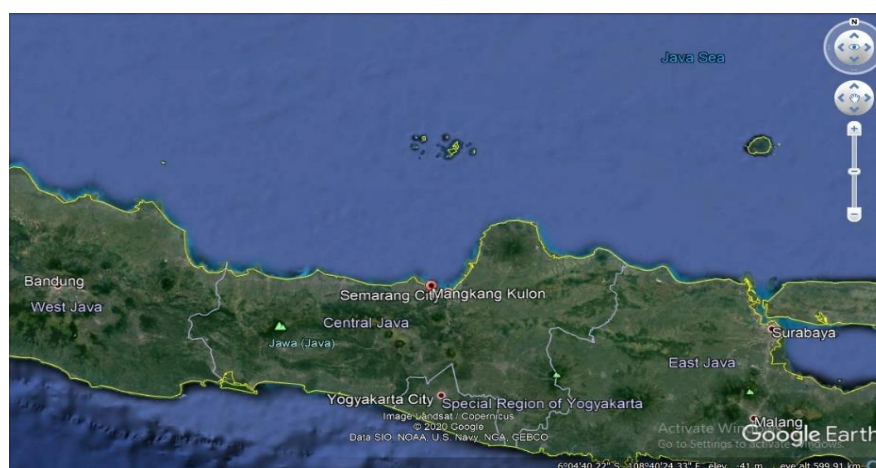 N
Java Sea
Bandung
Semarang City
Mangkang Kulon
West Java
Central Java
Surabaya
Jawa (Java)
East Java
Yogyakarta City
Special Region of Yogyakarta
Image Landsat / Copernicus
Malang
© 2020 Google
Activate Windows
Google Earth
Data SIO, NOAA, U.S. Navy, NGA, GEBCO
Go to Settings to activate Windows.
6°04'40.22" S 108°40'24.33" E elev -41 m eye alt 599.91 km